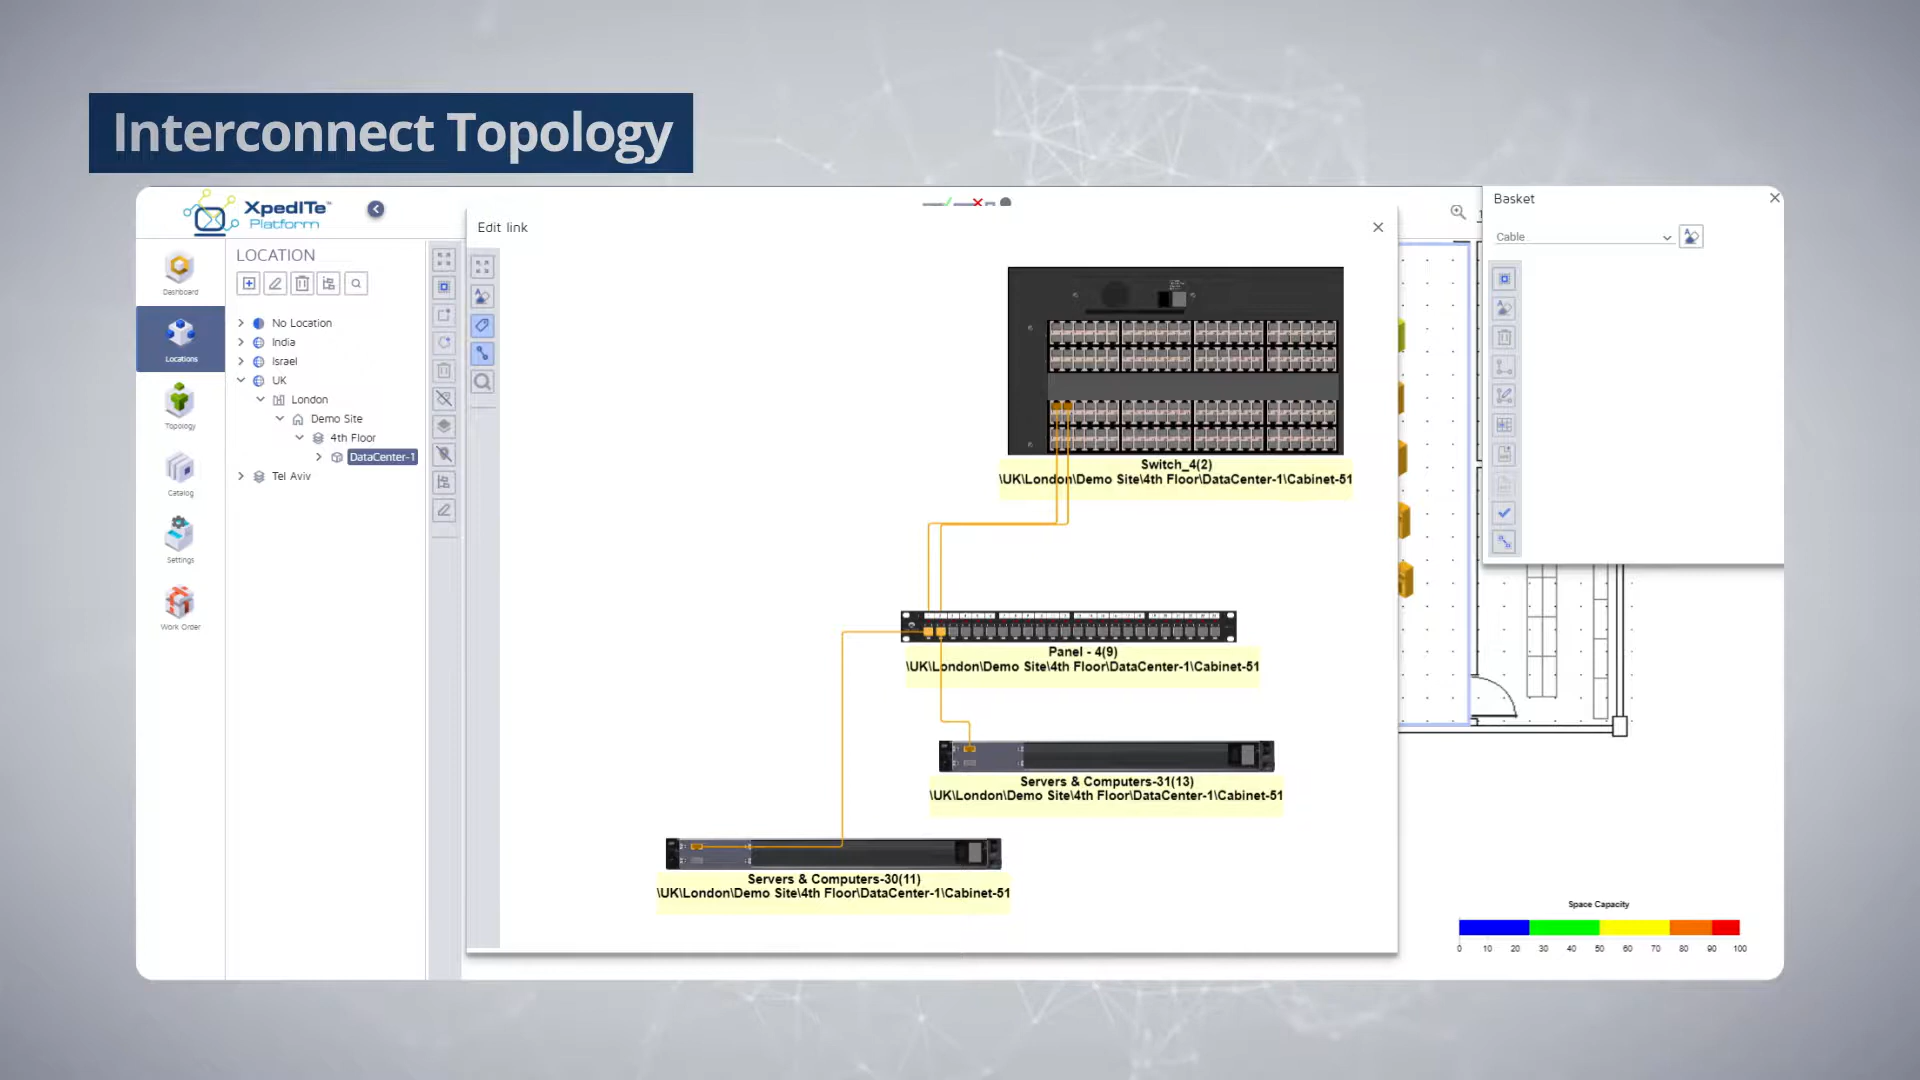 Interconnect Topology
XpedITe™
Platform
Dashboard
Locations
Topology
Catalog
Settings
Work Order
LOCATION
No Location
India
Israel
UK
London
Demo Site
4th Floor
DataCenter-1
Tel Aviv
Edit link
Switch_4(2)
\UK\London\Demo Site\4th Floor\DataCenter-1\Cabinet-51
Panel - 4(9)
\UK\London\Demo Site\4th Floor\DataCenter-1\Cabinet-51
Servers & Computers-31(13)
\UK\London\Demo Site\4th Floor\DataCenter-1\Cabinet-51
Servers & Computers-30(11)
\UK\London\Demo Site\4th Floor\DataCenter-1\Cabinet-51
Basket
Cable
Space Capacity
0 10 20 30 40 50 60 70 80 90 100